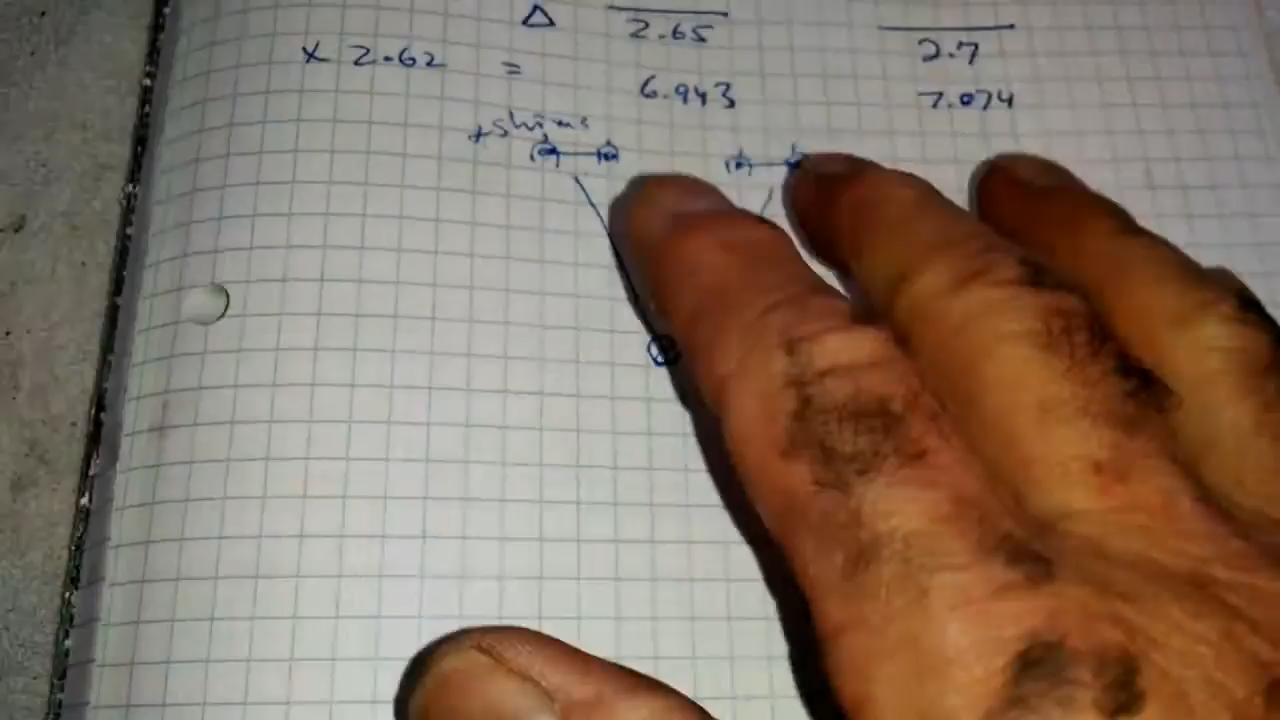 Δ 2.65 2.7
x 2.62 = 6.943 7.074
+shims